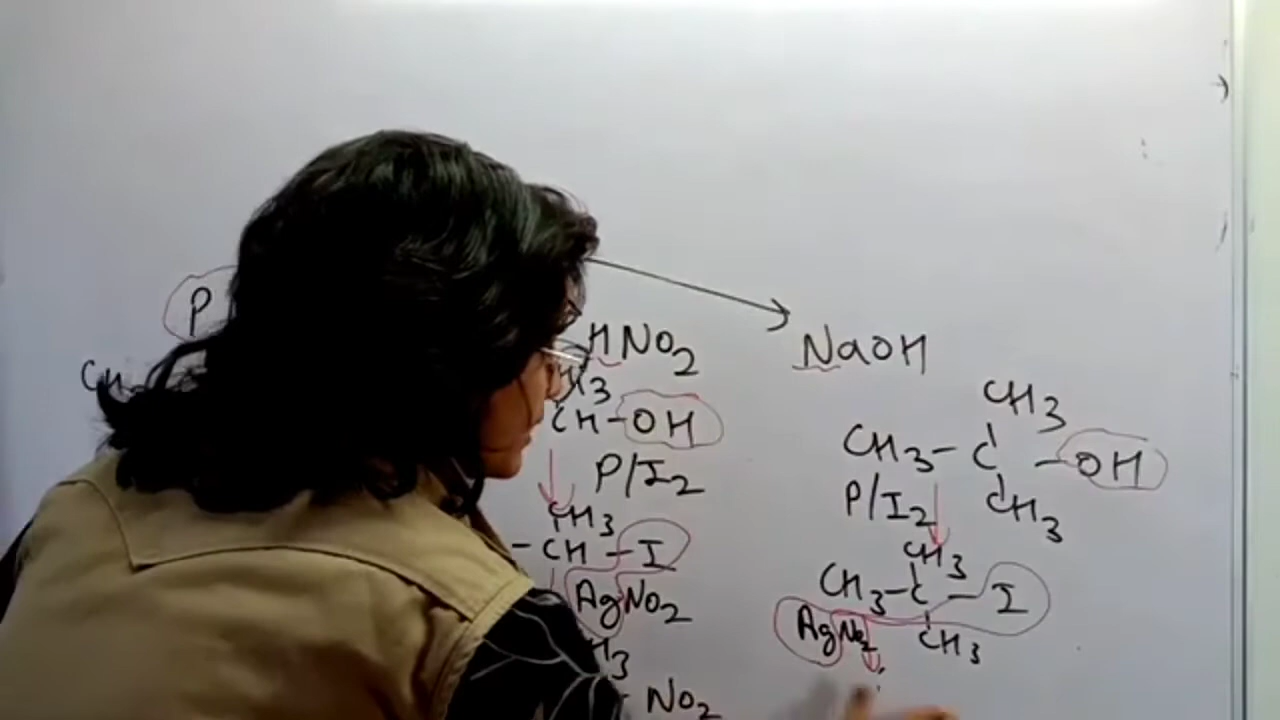 P
HNO2
NaOH
CH3
CH3
CH-OH
CH3-C-OH
P/I2
P/I2
CH3
CH3
CH3
-CH-I
CH3-C-I
AgNO2
AgNO2
CH3
NO2